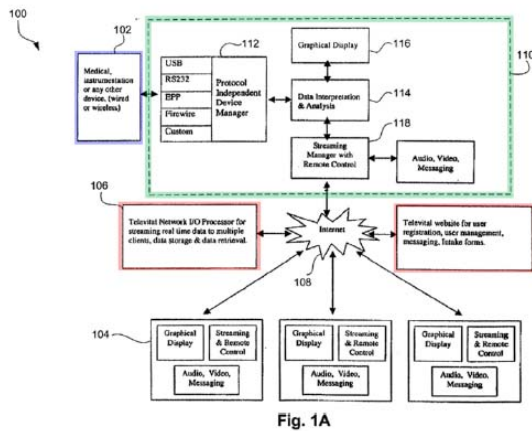 100
102
112
116
110
Graphical Display
Medical,
instrumentation
or any other
device, (wired
or wireless)
USB
RS232
EPP
Firewire
Custom
Protocol
Independent
Device
Manager
Data Interpretation
& Analysis
114
118
Streaming
Manager with
Remote Control
Audio, Video,
Messaging
106
Televital Network I/O Processor for
streaming real time data to multiple
clients, data storage & data retrieval.
Internet
108
Televital website for user
registration, user management,
messaging, Intake forms.
104
Graphical
Display
Streaming
& Remote
Control
Audio, Video,
Messaging
Graphical
Display
Streaming
& Remote
Control
Audio, Video,
Messaging
Graphical
Display
Streaming
& Remote
Control
Audio, Video,
Messaging
Fig. 1A